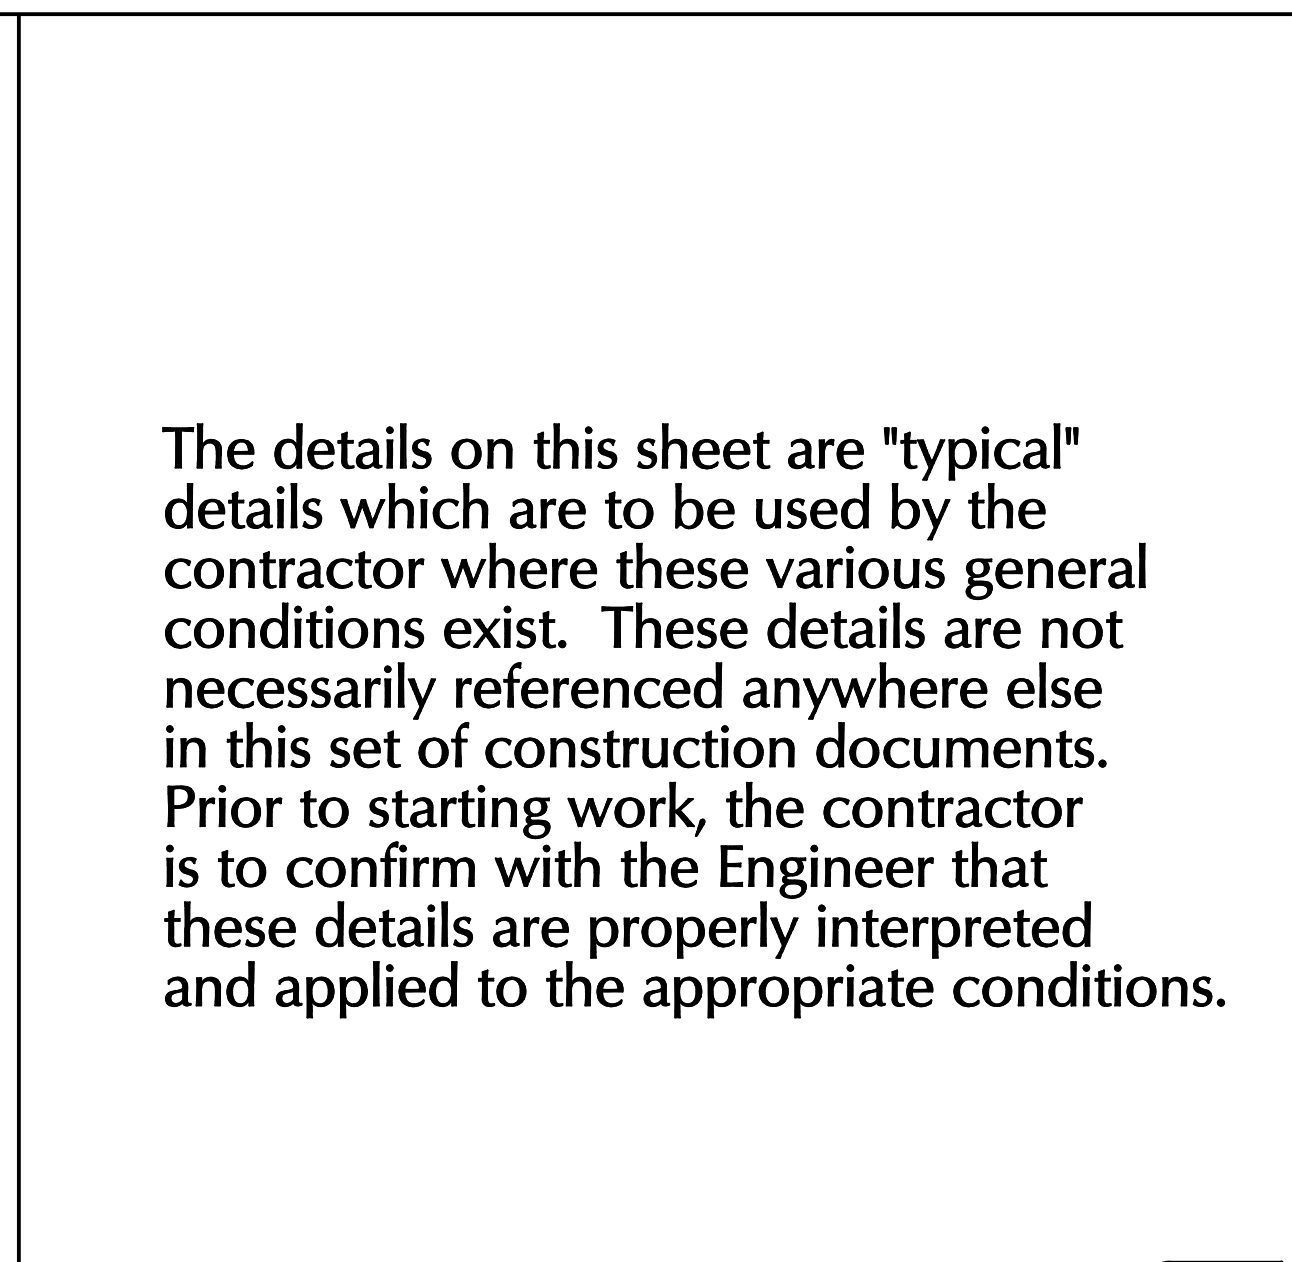 The details on this sheet are "typical"
details which are to be used by the
contractor where these various general
conditions exist.  These details are not
necessarily referenced anywhere else
in this set of construction documents.
Prior to starting work, the contractor
is to confirm with the Engineer that
these details are properly interpreted
and applied to the appropriate conditions.